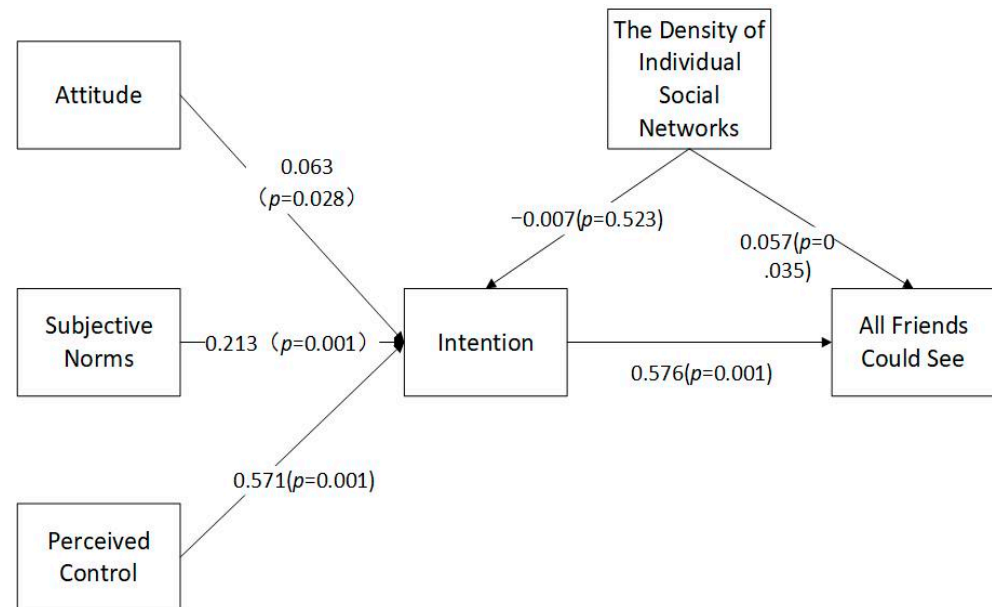 Attitude
The Density of
Individual
Social
Networks
0.063
（p=0.028）
−0.007(p=0.523)
0.057(p=0
.035)
Subjective
Norms
0.213（p=0.001）
Intention
All Friends
Could See
0.576(p=0.001)
0.571(p=0.001)
Perceived
Control